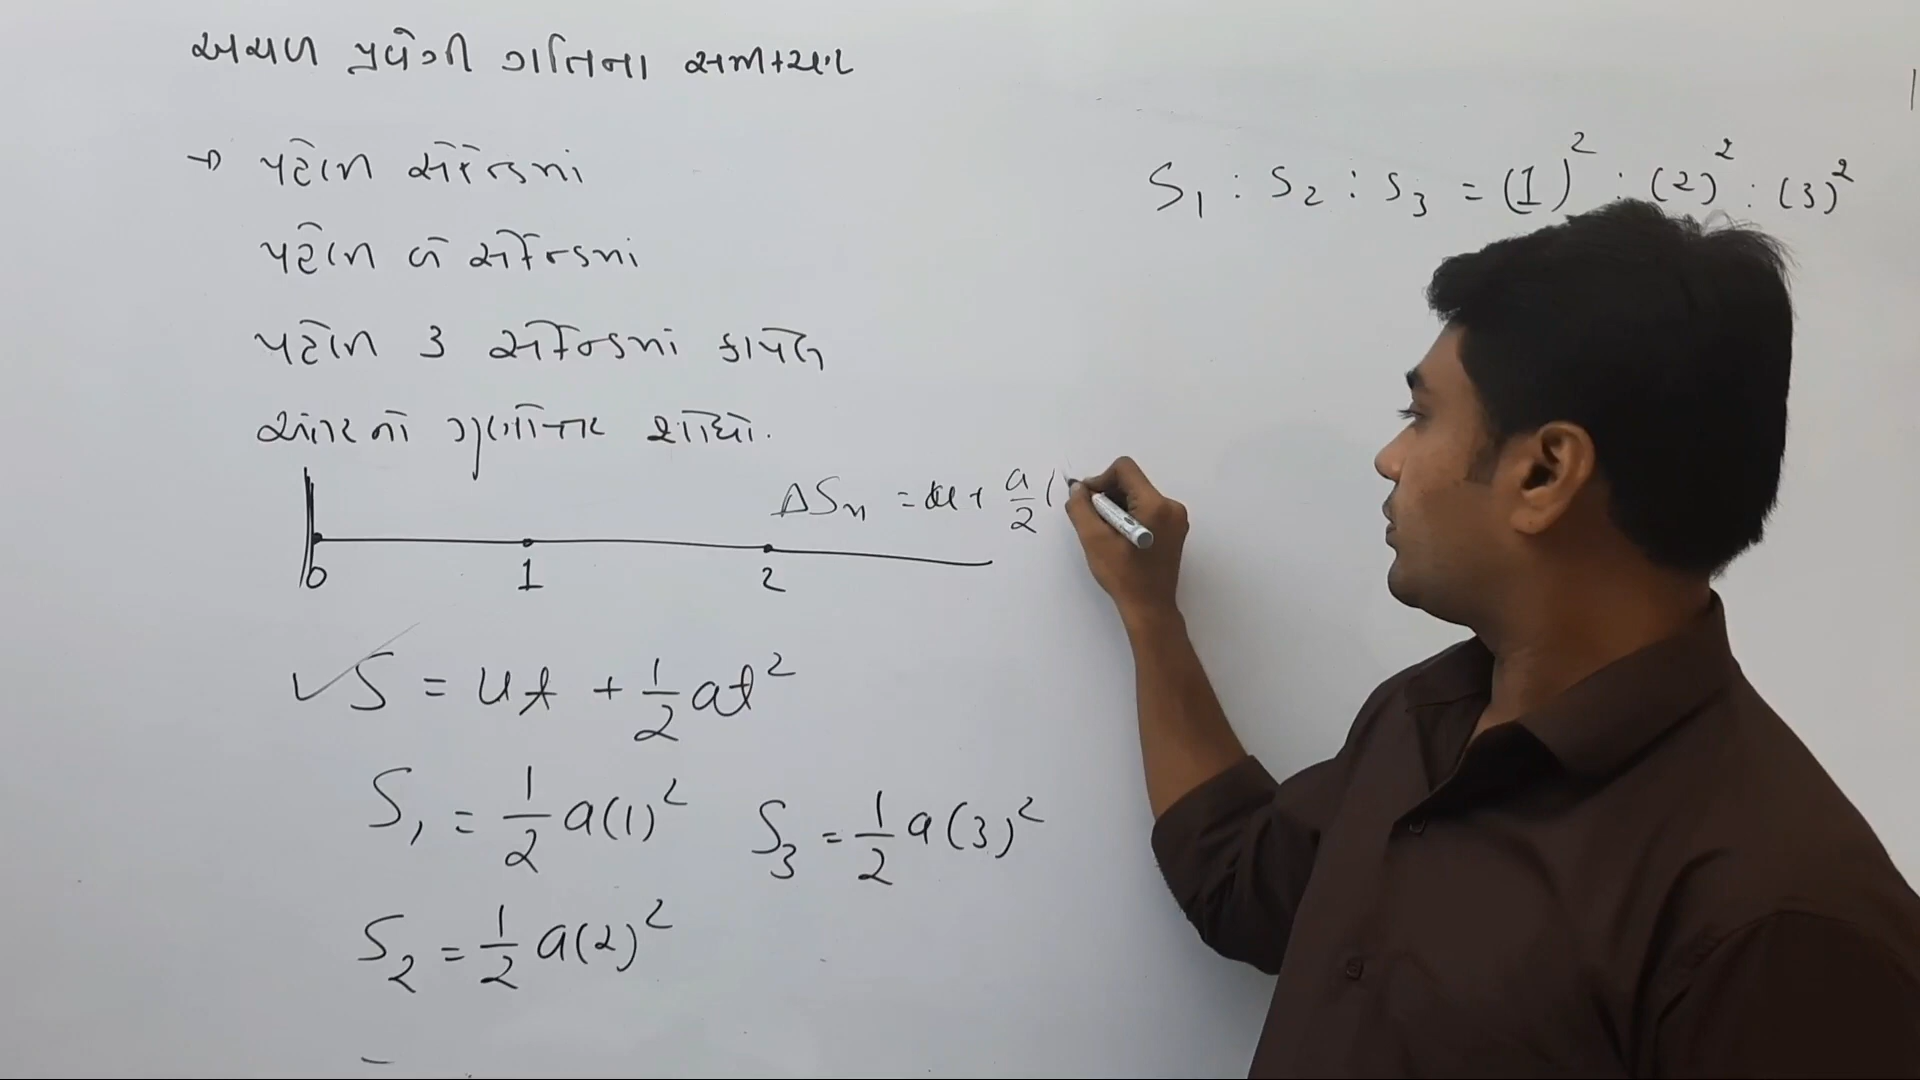 અચળ પ્રવેગી ગતિના સમીકરણ
→ પહેલી સેકન્ડમાં
પહેલી બે સેકન્ડમાં
પહેલી 3 સેકન્ડમાં કાપેલ
અંતરનો ગુણોત્તર શોધો.
S₁ : S₂ : S₃ = (1)² : (2)² : (3)²
ΔSₙ = u + a/2 (
0 1 2
✓ S = ut + 1/2 at²
S₁ = 1/2 a(1)² S₃ = 1/2 a(3)²
S₂ = 1/2 a(2)²